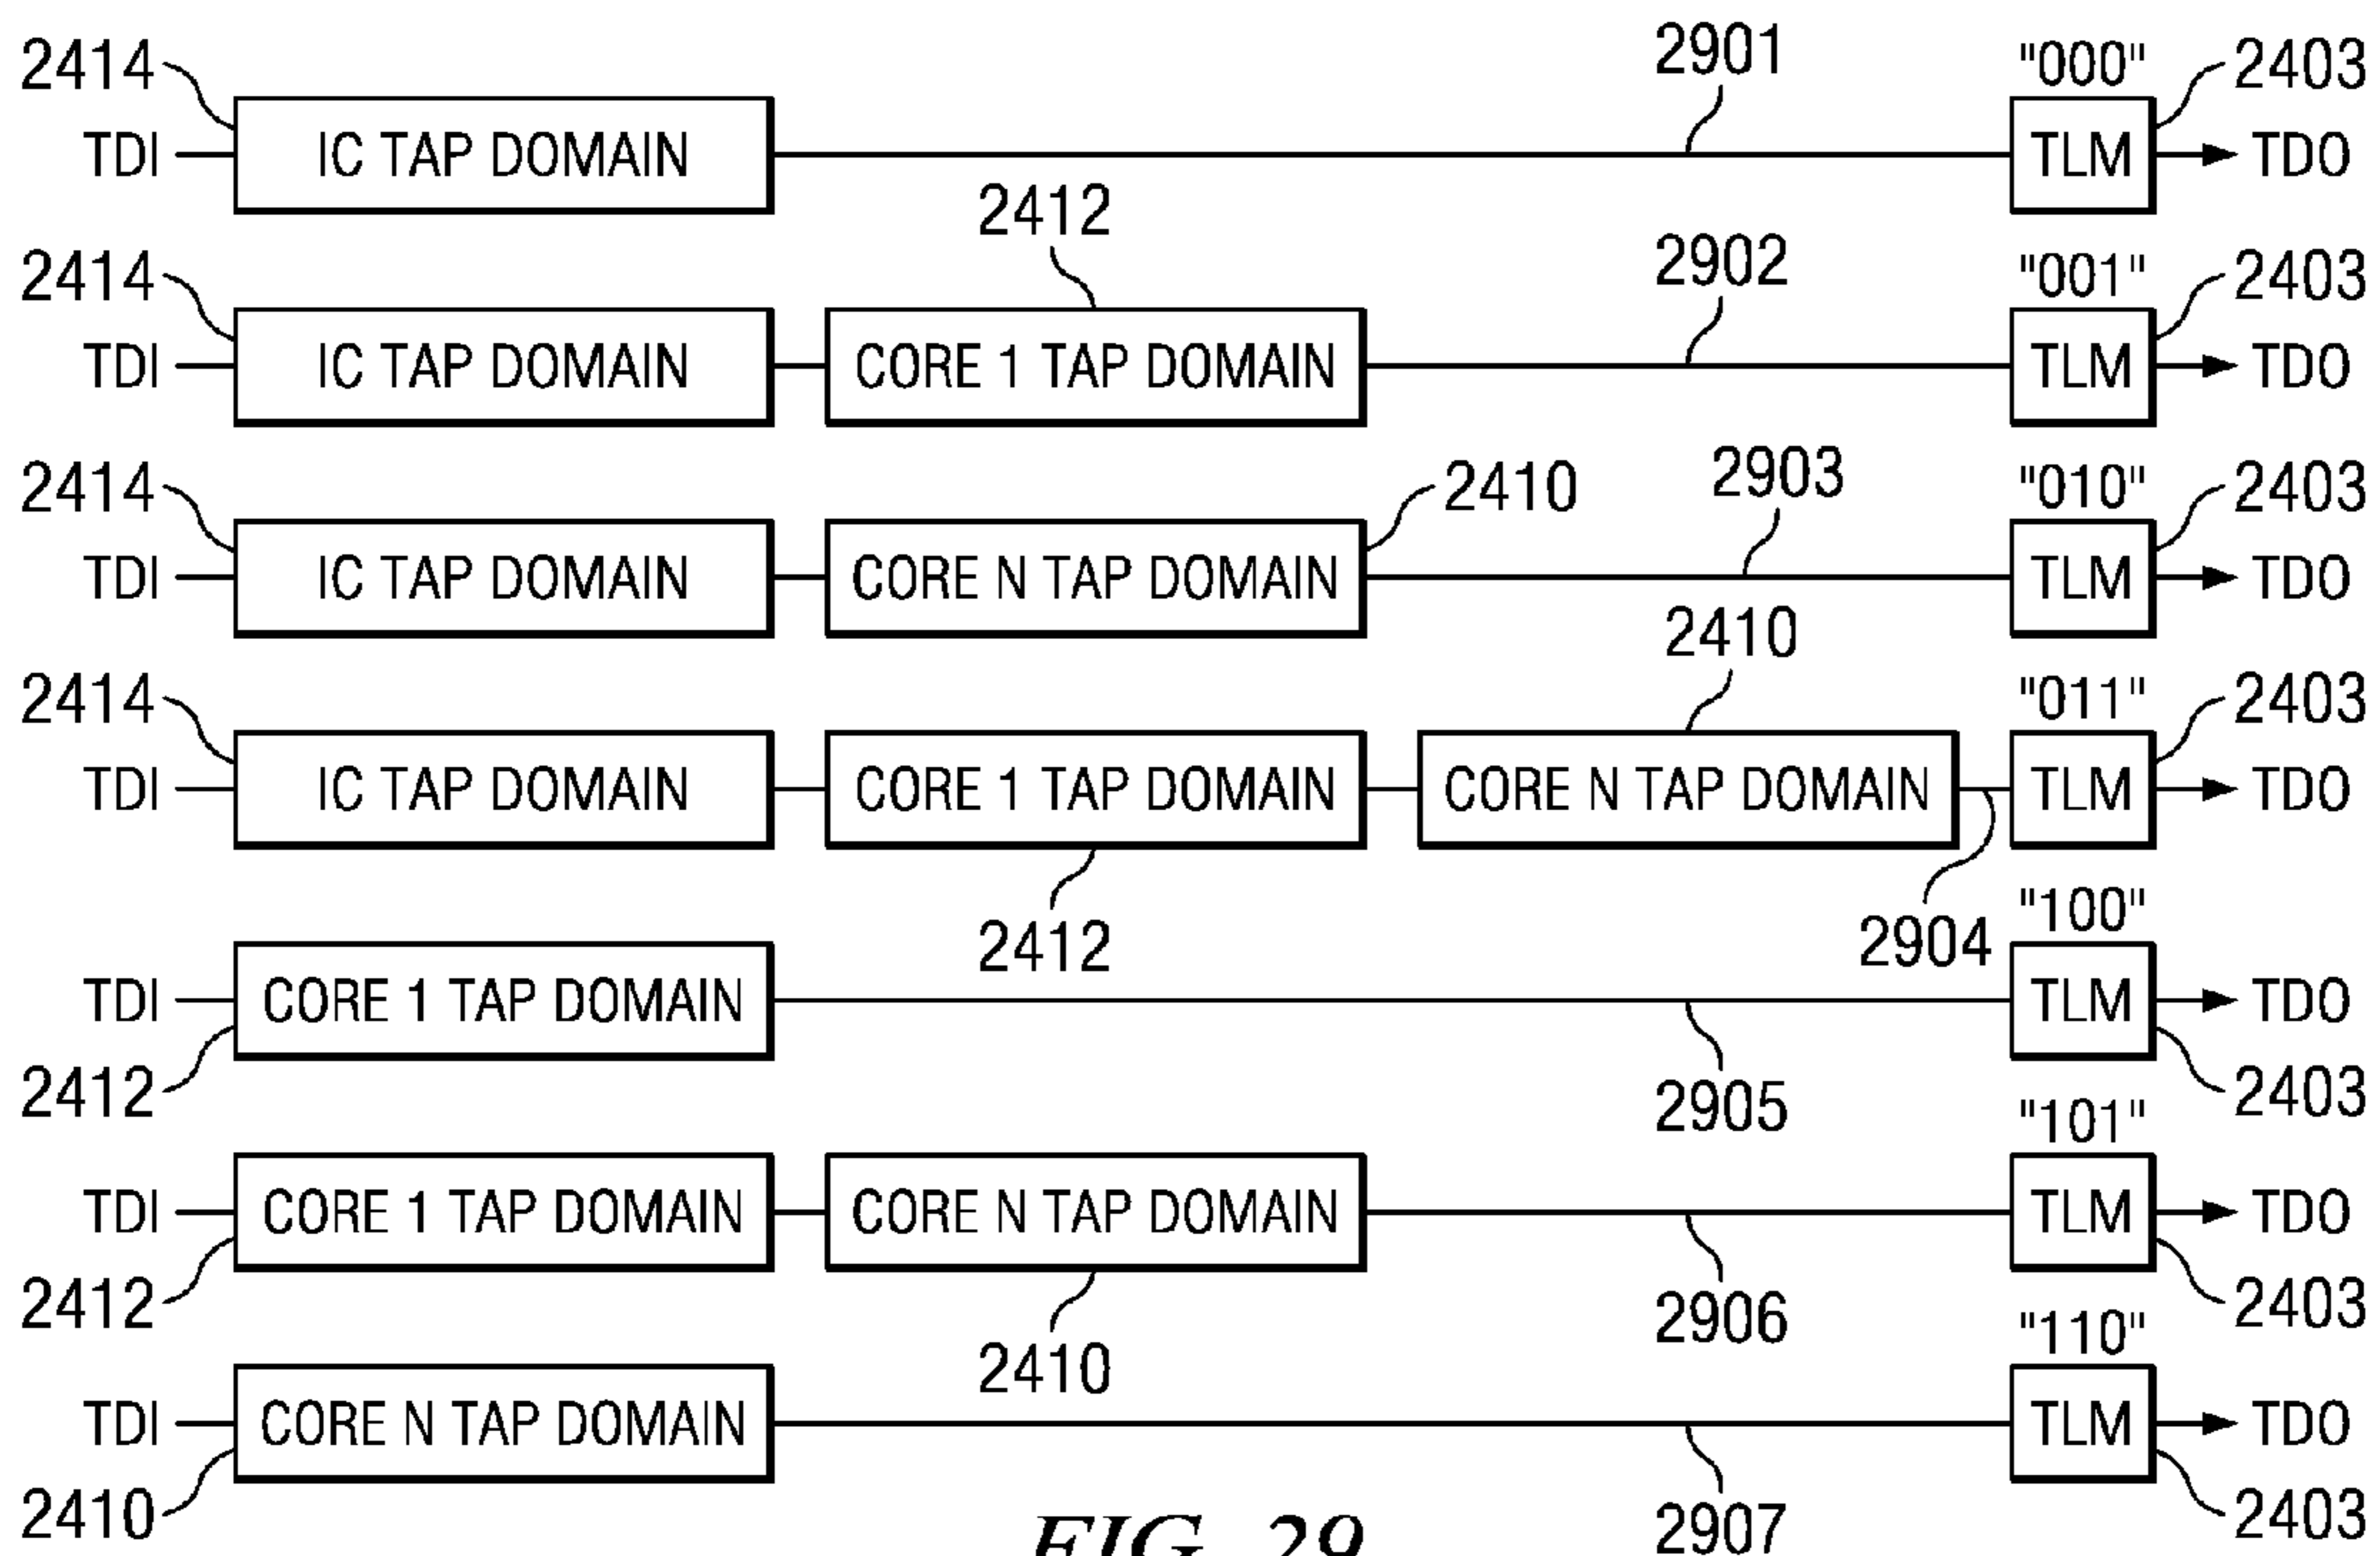 2414 2901 "000" 2403
TDI IC TAP DOMAIN TLM TDO
2412
2414 2902 "001" 2403
TDI IC TAP DOMAIN CORE 1 TAP DOMAIN TLM TDO
2414 2410 2903 "010" 2403
TDI IC TAP DOMAIN CORE N TAP DOMAIN TLM TDO
2410
2414 "011" 2403
TDI IC TAP DOMAIN CORE 1 TAP DOMAIN CORE N TAP DOMAIN TLM TDO
2412 2904 "100"
TDI CORE 1 TAP DOMAIN TLM TDO
2412 2905 2403
"101"
TDI CORE 1 TAP DOMAIN CORE N TAP DOMAIN TLM TDO
2412 2906 2403
2410 "110"
TDI CORE N TAP DOMAIN TLM TDO
2410 2907 2403
FIG. 29